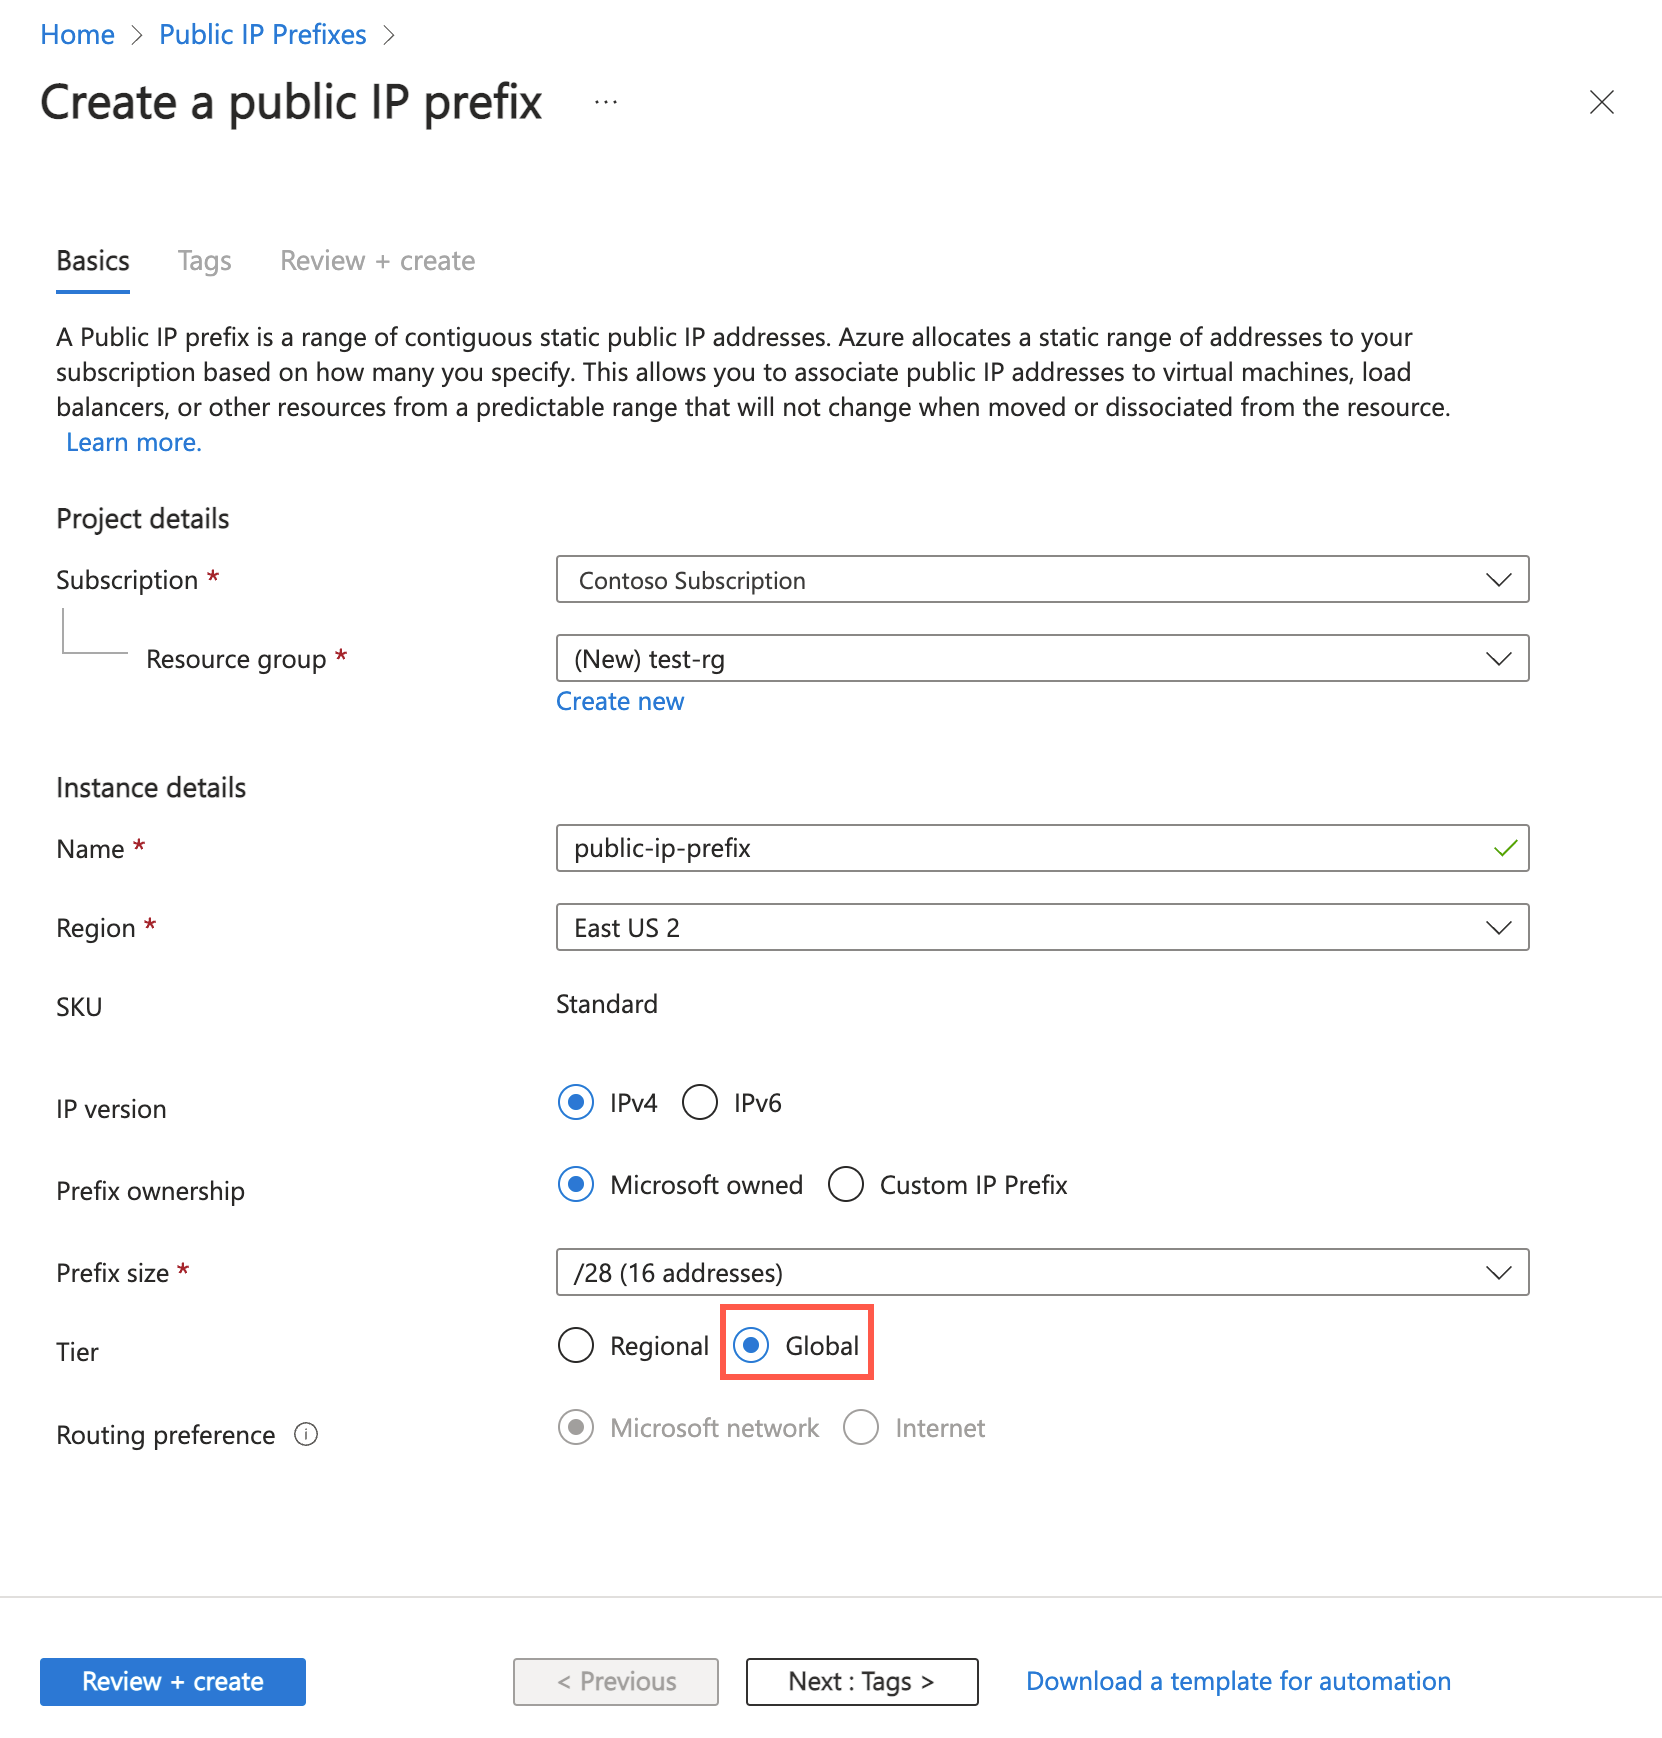 Home > Public IP Prefixes >
Create a public IP prefix ...
Basics Tags Review + create
A Public IP prefix is a range of contiguous static public IP addresses. Azure allocates a static range of addresses to your
subscription based on how many you specify. This allows you to associate public IP addresses to virtual machines, load
balancers, or other resources from a predictable range that will not change when moved or dissociated from the resource.
Learn more.
Project details
Subscription * Contoso Subscription
Resource group * (New) test-rg
Create new
Instance details
Name * public-ip-prefix
Region * East US 2
SKU Standard
IP version IPv4 IPv6
Prefix ownership Microsoft owned Custom IP Prefix
Prefix size * /28 (16 addresses)
Tier Regional Global
Routing preference Microsoft network Internet
Review + create < Previous Next : Tags > Download a template for automation